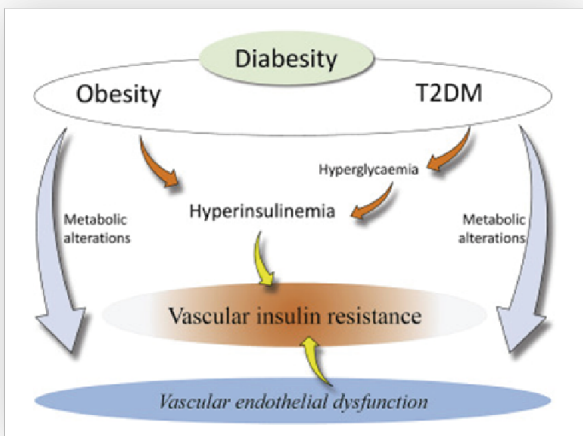 Diabesity
Obesity
T2DM
Hyperglycaemia
Hyperinsulinemia
Metabolic
alterations
Metabolic
alterations
Vascular insulin resistance
Vascular endothelial dysfunction